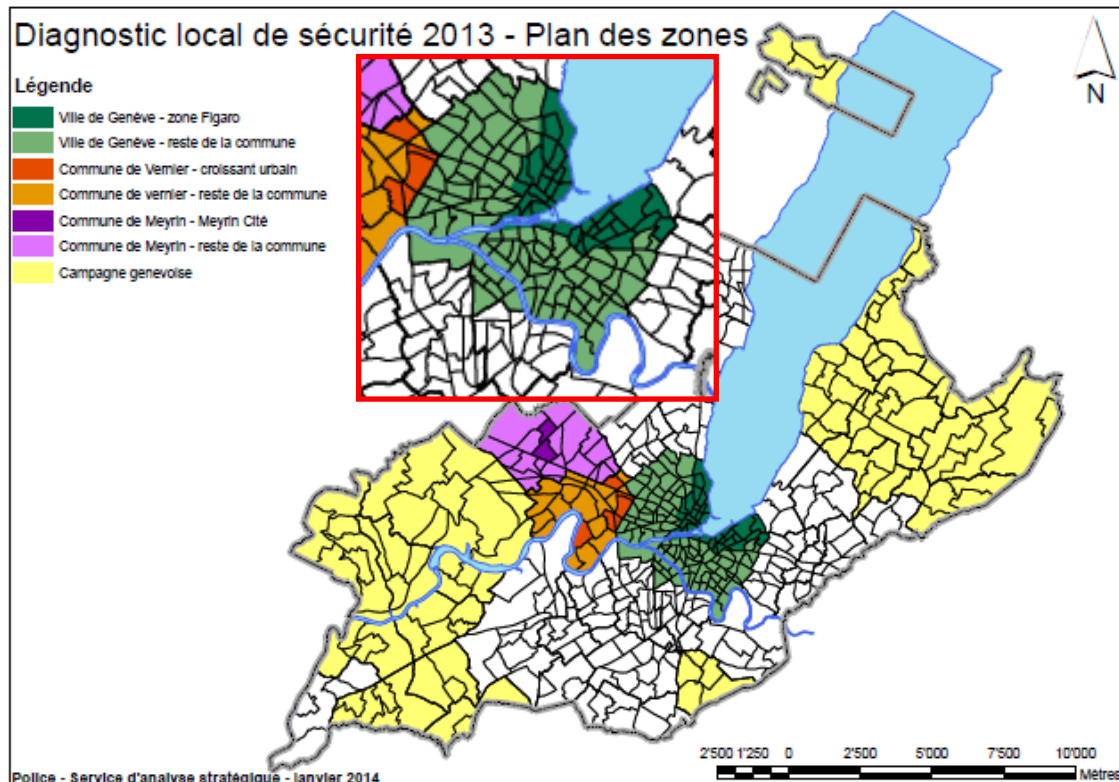 Diagnostic local de sécurité 2013 - Plan des zones
Légende
Ville de Genève - zone Figaro
Ville de Genève - reste de la commune
Commune de Vernier - croissant urbain
Commune de vernier - reste de la commune
Commune de Meyrin - Meyrin Cité
Commune de Meyrin - reste de la commune
Campagne genevoise
N
2'500 1'250 0 2'500 5'000 7'500 10'000
Mètres
Police - Service d'analyse stratégique - janvier 2014